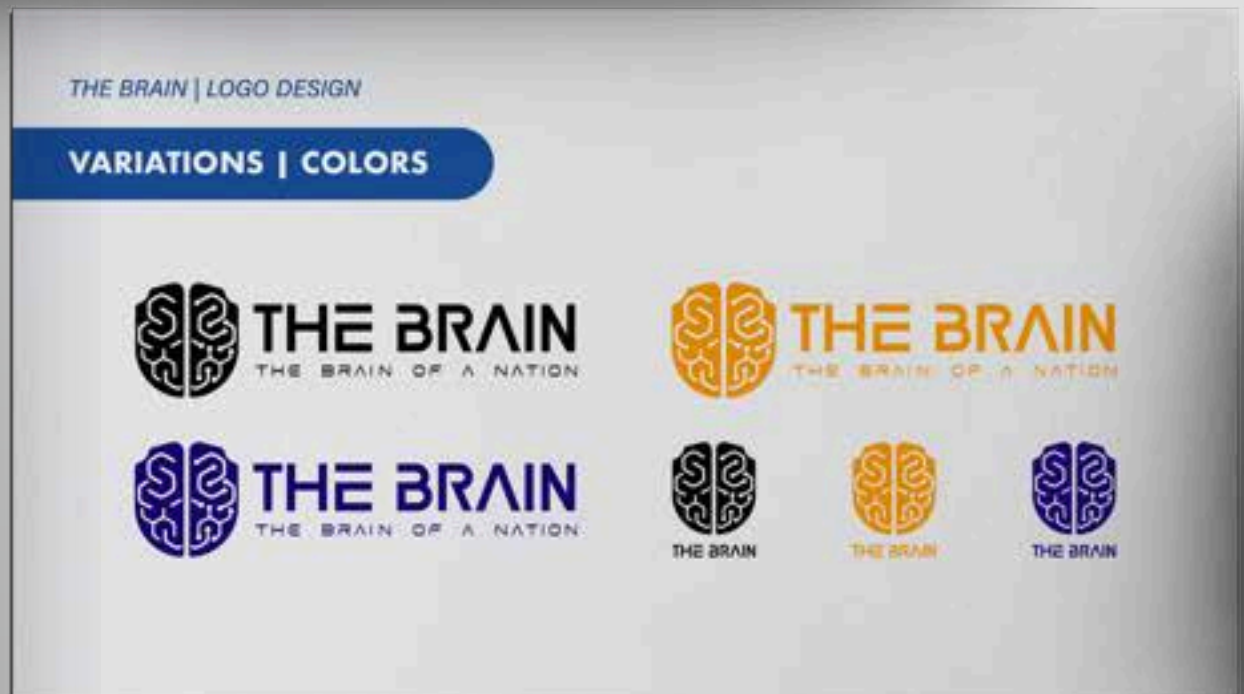 THE BRAIN | LOGO DESIGN
VARIATIONS | COLORS
THE BRAIN
THE BRAIN OF A NATION
THE BRAIN
THE BRAIN OF A NATION
THE BRAIN
THE BRAIN OF A NATION
THE BRAIN
THE BRAIN
THE BRAIN